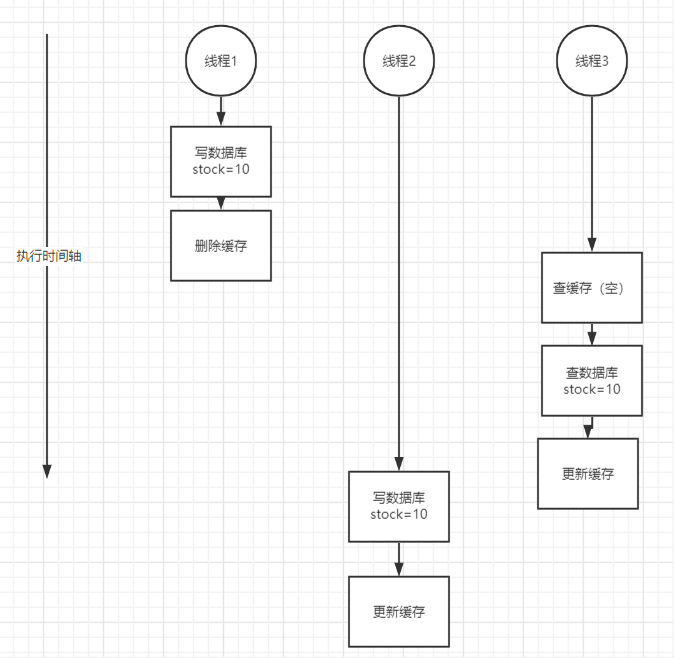 线程1
线程2
线程3
写数据库
stock=10
删除缓存
执行时间轴
查缓存（空）
查数据库
stock=10
更新缓存
写数据库
stock=10
更新缓存